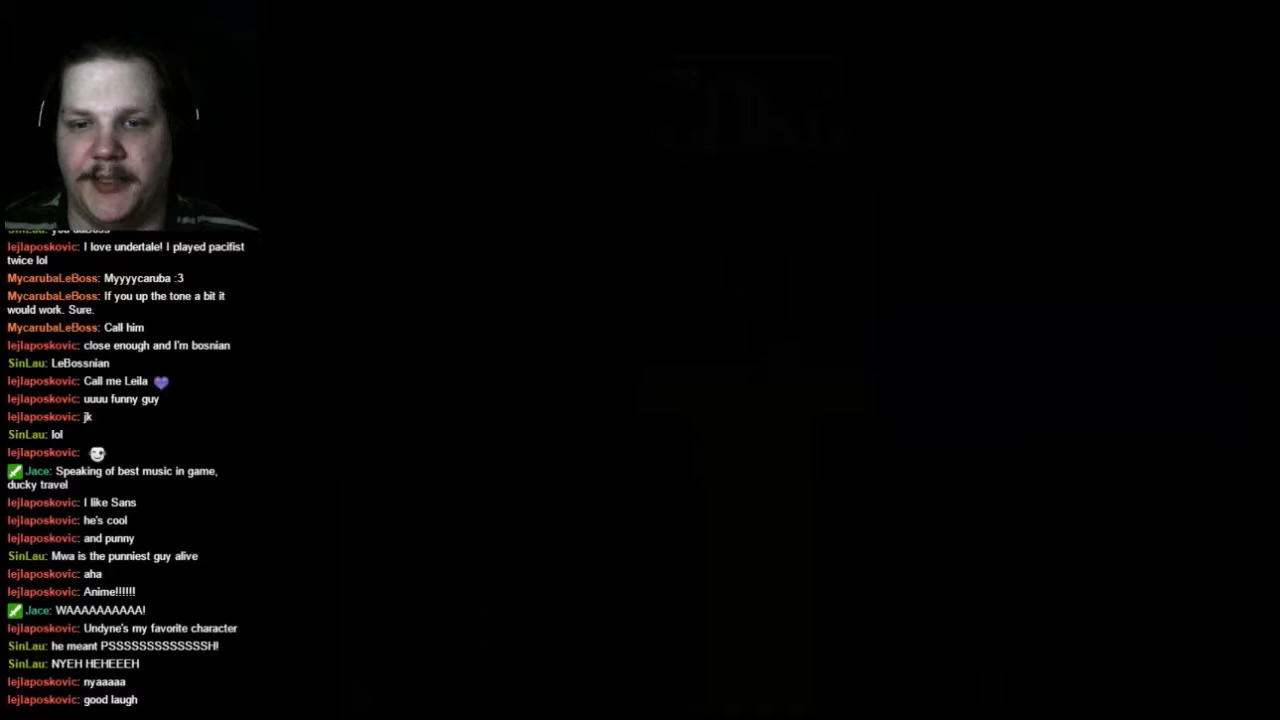 lejlaposkovic: I love undertale! I played pacifist
twice lol
MycarubaLeBoss: Myyyycaruba :3
MycarubaLeBoss: If you up the tone a bit it
would work. Sure.
MycarubaLeBoss: Call him
lejlaposkovic: close enough and I'm bosnian
SinLau: LeBossnian
lejlaposkovic: Call me Leila
lejlaposkovic: uuuu funny guy
lejlaposkovic: jk
SinLau: lol
lejlaposkovic:
Jace: Speaking of best music in game,
ducky travel
lejlaposkovic: I like Sans
lejlaposkovic: he's cool
lejlaposkovic: and punny
SinLau: Mwa is the punniest guy alive
lejlaposkovic: aha
lejlaposkovic: Anime!!!!!!
Jace: WAAAAAAAAAA!
lejlaposkovic: Undyne's my favorite character
SinLau: he meant PSSSSSSSSSSSSH!
SinLau: NYEH HEHEEEH
lejlaposkovic: nyaaaaa
lejlaposkovic: good laugh